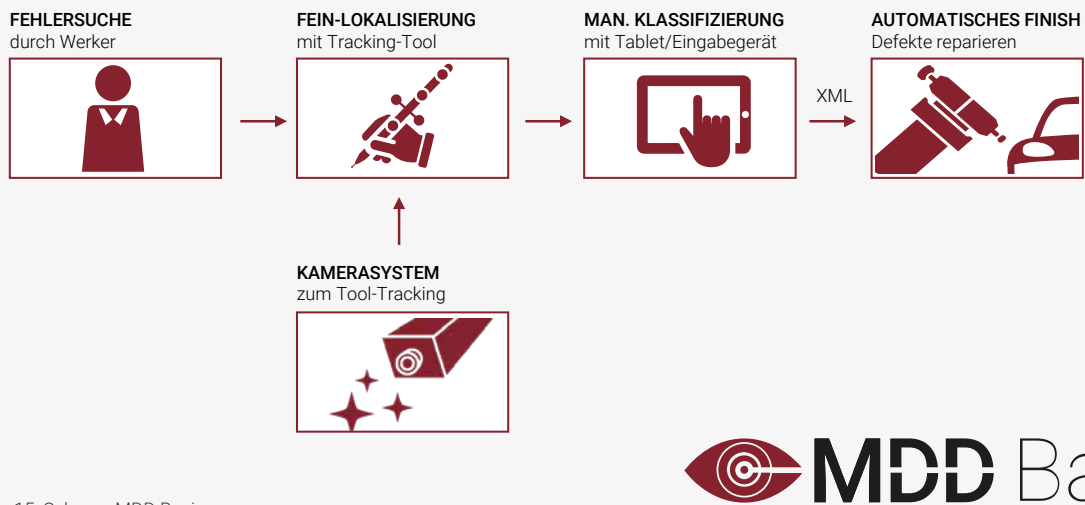 FEHLERSUCHE
durch Werker
FEIN-LOKALISIERUNG
mit Tracking-Tool
MAN. KLASSIFIZIERUNG
mit Tablet/Eingabegerät
AUTOMATISCHES FINISH
Defekte reparieren
XML
KAMERASYSTEM
zum Tool-Tracking
MDD Ba